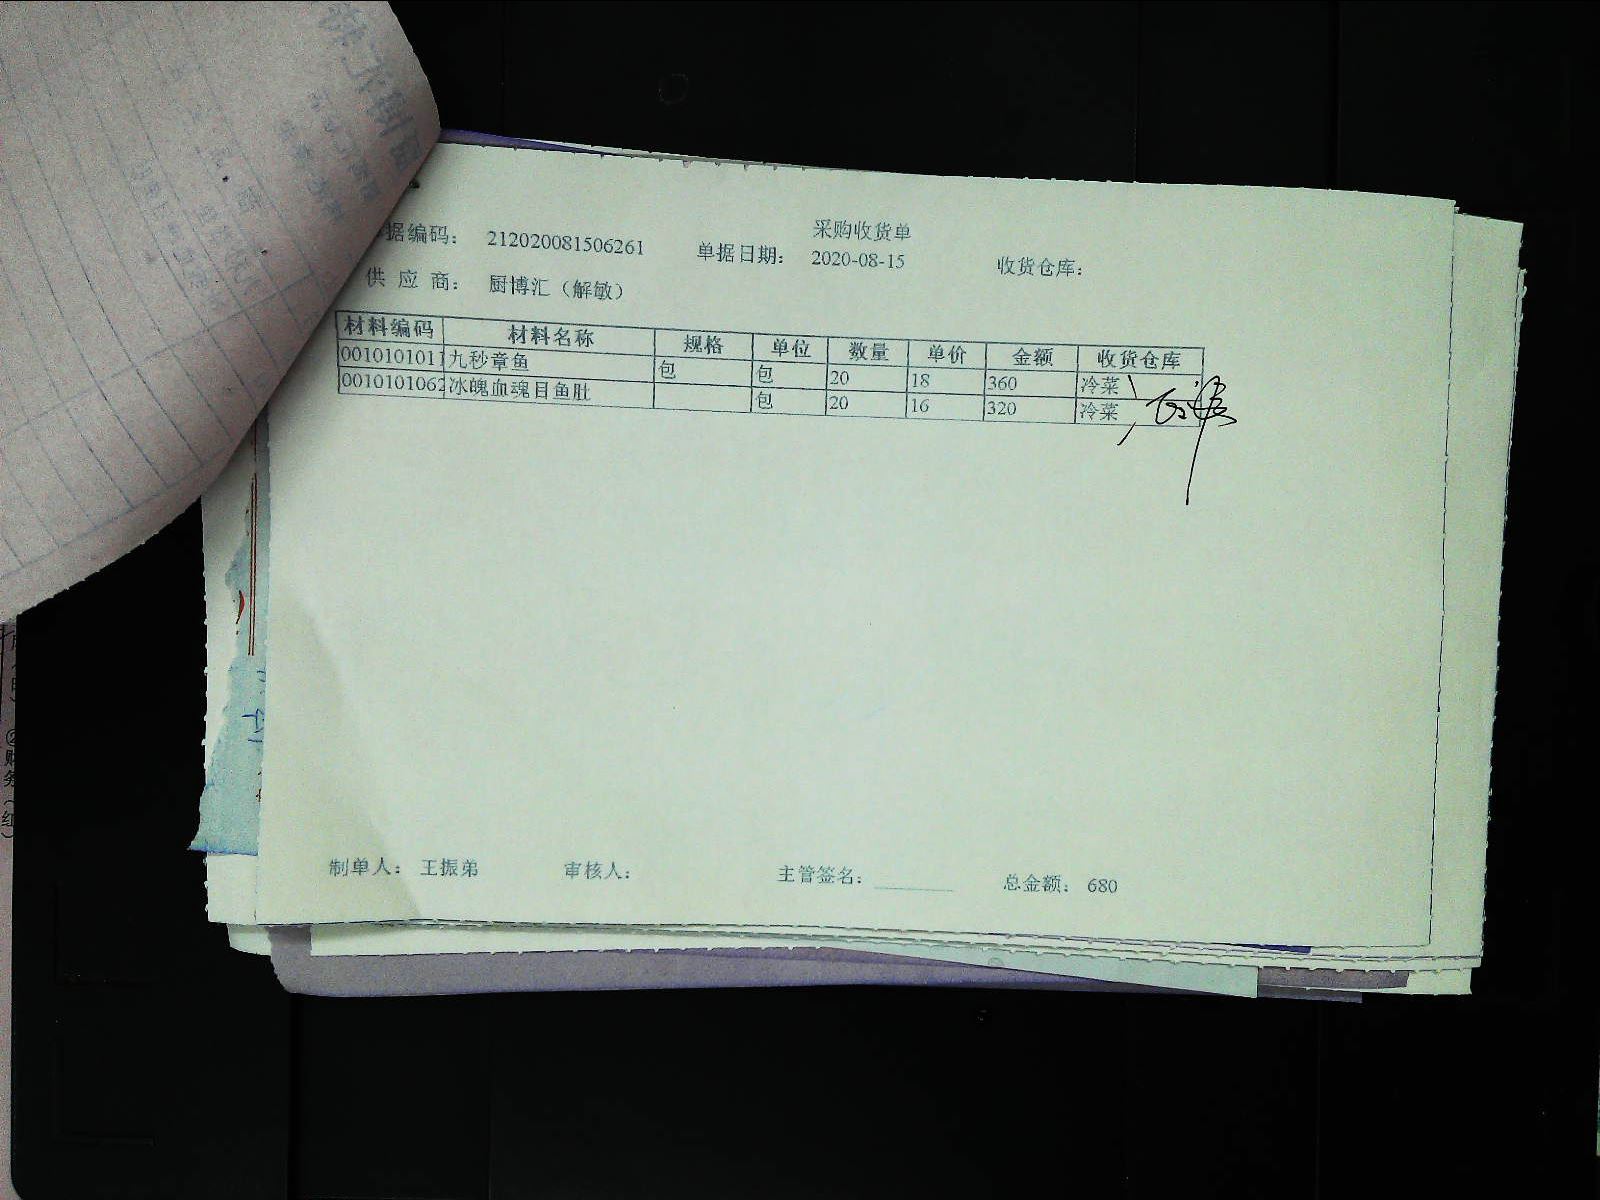 采购收货单
据编码： 212020081506261 单据日期： 2020-08-15 收货仓库：
供 应 商： 厨博汇（解敏）
材料编码 材料名称 规格 单位 数量 单价 金额 收货仓库
0010101011 九秒章鱼 包 包 20 18 360 冷菜
0010101062 冰魄血魂目鱼肚 包 20 16 320 冷菜
制单人： 王振弟 审核人： 主管签名： 总金额： 680